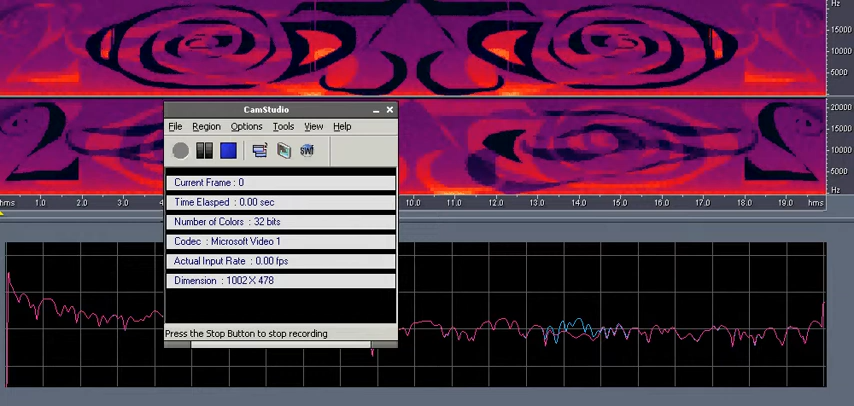 Hz
15000
10000
5000
CamStudio
20000
File Region Options Tools View Help
15000
10000
5000
Current Frame : 0
hms 1.0 2.0 3.0 10.0 11.0 12.0 13.0 14.0 15.0 16.0 17.0 18.0 19.0 hms
Time Elasped : 0.00 sec
Number of Colors : 32 bits
Codec : Microsoft Video 1
Actual Input Rate : 0.00 fps
Dimension : 1002 X 478
Press the Stop Button to stop recording